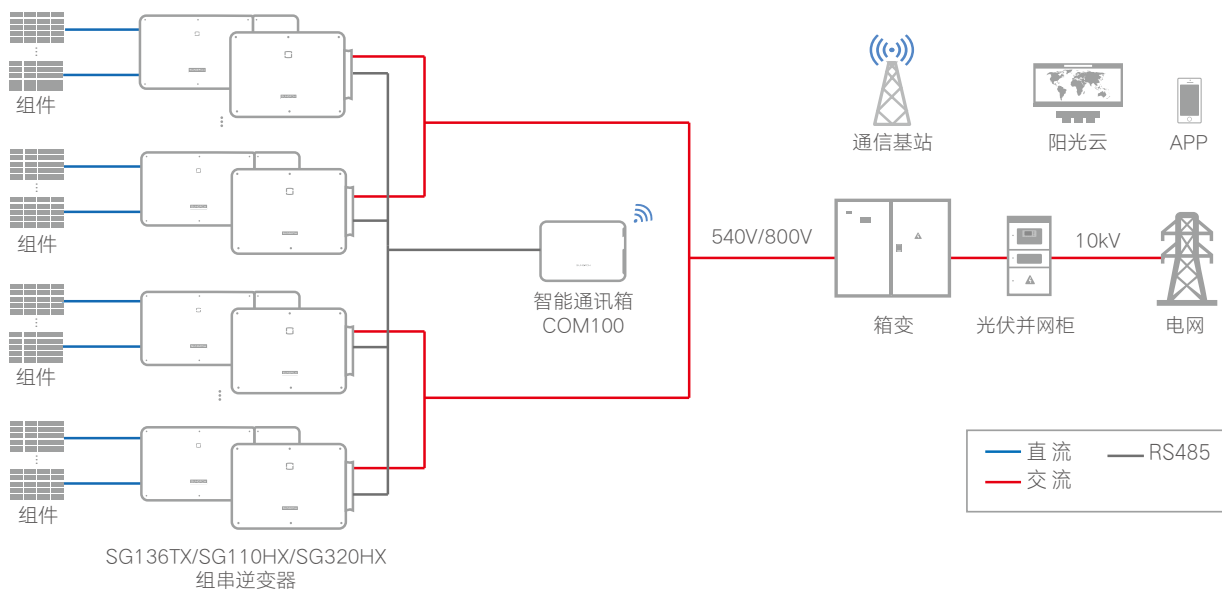 组件
组件
组件
组件
SG136TX/SG110HX/SG320HX
组串逆变器
智能通讯箱
COM100
通信基站
阳光云
APP
540V/800V
10kV
箱变
光伏并网柜
电网
直流
RS485
交流